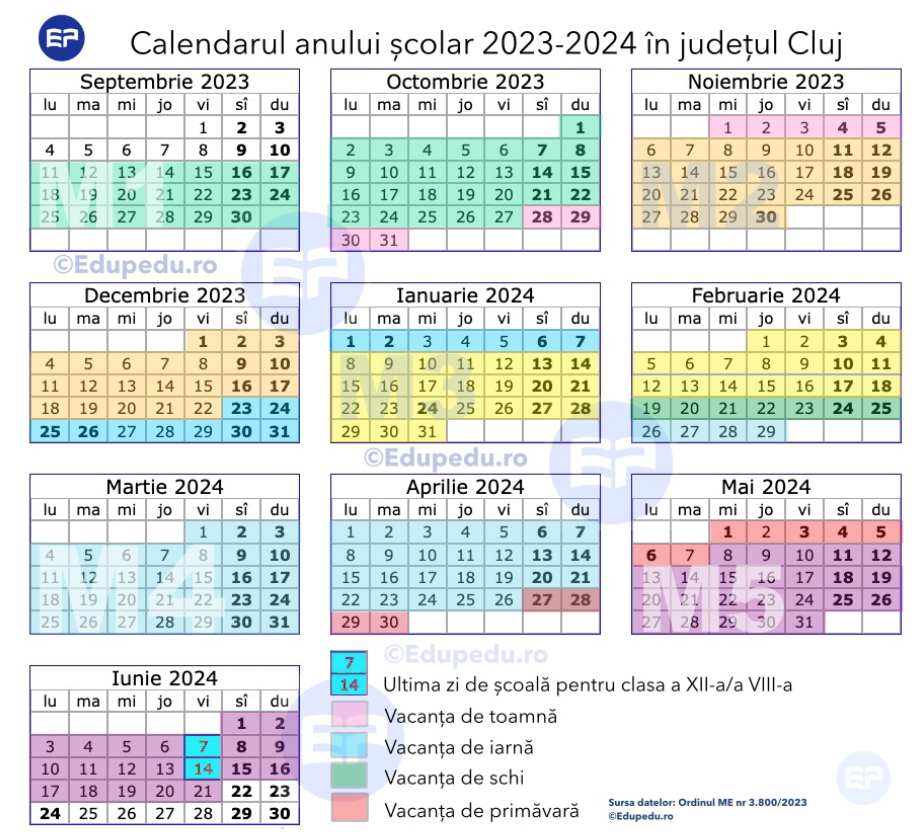 EP
Calendarul anului școlar 2023-2024 în județul Cluj
Septembrie 2023
lu ma mi jo vi sî du
1 2 3
4 5 6 7 8 9 10
11 12 13 14 15 16 17
18 19 20 21 22 23 24
25 26 27 28 29 30
M1
Octombrie 2023
lu ma mi jo vi sî du
1
2 3 4 5 6 7 8
9 10 11 12 13 14 15
16 17 18 19 20 21 22
23 24 25 26 27 28 29
30 31
Noiembrie 2023
lu ma mi jo vi sî du
1 2 3 4 5
6 7 8 9 10 11 12
13 14 15 16 17 18 19
20 21 22 23 24 25 26
27 28 29 30
M2
©Edupedu.ro
Decembrie 2023
lu ma mi jo vi sî du
1 2 3
4 5 6 7 8 9 10
11 12 13 14 15 16 17
18 19 20 21 22 23 24
25 26 27 28 29 30 31
Ianuarie 2024
lu ma mi jo vi sî du
1 2 3 4 5 6 7
8 9 10 11 12 13 14
15 16 17 18 19 20 21
22 23 24 25 26 27 28
29 30 31
M3
Februarie 2024
lu ma mi jo vi sî du
1 2 3 4
5 6 7 8 9 10 11
12 13 14 15 16 17 18
19 20 21 22 23 24 25
26 27 28 29
©Edupedu.ro
Martie 2024
lu ma mi jo vi sî du
1 2 3
4 5 6 7 8 9 10
11 12 13 14 15 16 17
18 19 20 21 22 23 24
25 26 27 28 29 30 31
M4
Aprilie 2024
lu ma mi jo vi sî du
1 2 3 4 5 6 7
8 9 10 11 12 13 14
15 16 17 18 19 20 21
22 23 24 25 26 27 28
29 30
Mai 2024
lu ma mi jo vi sî du
1 2 3 4 5
6 7 8 9 10 11 12
13 14 15 16 17 18 19
20 21 22 23 24 25 26
27 28 29 30 31
M5
©Edupedu.ro
Iunie 2024
lu ma mi jo vi sî du
1 2
3 4 5 6 7 8 9
10 11 12 13 14 15 16
17 18 19 20 21 22 23
24 25 26 27 28 29 30
7
14 Ultima zi de școală pentru clasa a XII-a/a VIII-a
Vacanța de toamnă
Vacanța de iarnă
Vacanța de schi
Vacanța de primăvară
Sursa datelor: Ordinul ME nr 3.800/2023
©Edupedu.ro
EP